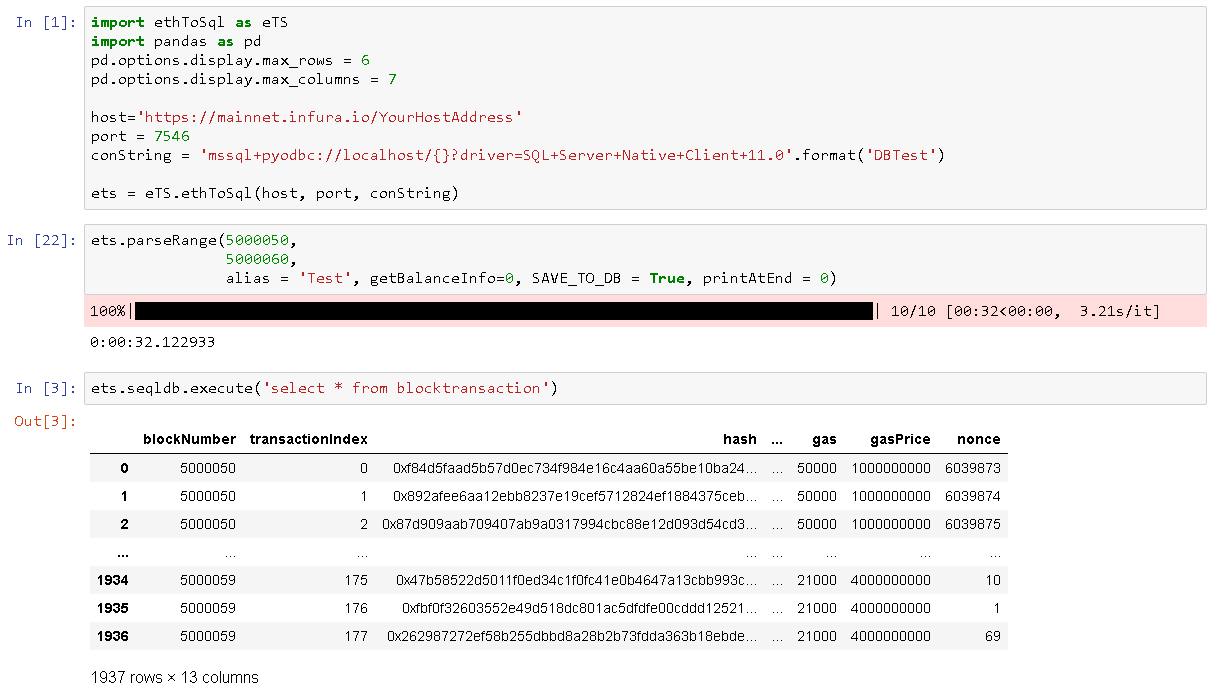 In [1]: import ethToSql as eTS
import pandas as pd
pd.options.display.max_rows = 6
pd.options.display.max_columns = 7
host='https://mainnet.infura.io/YourHostAddress'
port = 7546
conString = 'mssql+pyodbc://localhost/{}?driver=SQL+Server+Native+Client+11.0'.format('DBTest')
ets = eTS.ethToSql(host, port, conString)
In [22]: ets.parseRange(5000050,
5000060,
alias = 'Test', getBalanceInfo=0, SAVE_TO_DB = True, printAtEnd = 0)
100%| | 10/10 [00:32<00:00, 3.21s/it]
0:00:32.122933
In [3]: ets.seqldb.execute('select * from blocktransaction')
Out[3]:
blockNumber transactionIndex hash ... gas gasPrice nonce
0 5000050 0 0xf84d5faad5b57d0ec734f984e16c4aa60a55be10ba24... ... 50000 1000000000 6039873
1 5000050 1 0x892afee6aa12ebb8237e19cef5712824ef1884375ceb... ... 50000 1000000000 6039874
2 5000050 2 0x87d909aab709407ab9a0317994cbc88e12d093d54cd3... ... 50000 1000000000 6039875
... ... ... ... ... ... ... ...
1934 5000059 175 0x47b58522d5011f0ed34c1f0fc41e0b4647a13cbb993c... ... 21000 4000000000 10
1935 5000059 176 0xfbf0f32603552e49d518dc801ac5dfdfe00cddd12521... ... 21000 4000000000 1
1936 5000059 177 0x262987272ef58b255dbbd8a28b2b73fdda363b18ebde... ... 21000 4000000000 69
1937 rows × 13 columns